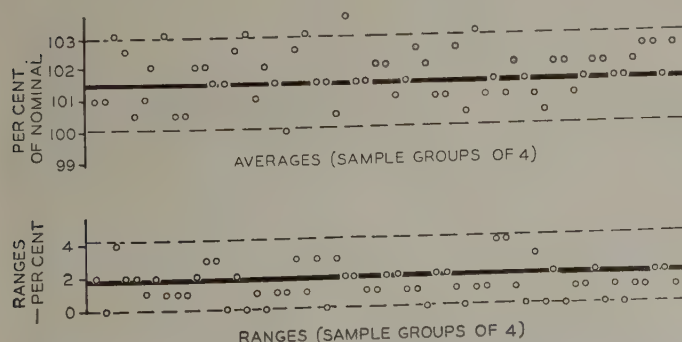 PER CENT
OF NOMINAL
103
102
101
100
99
AVERAGES (SAMPLE GROUPS OF 4)
RANGES
—PER CENT
4
2
0
RANGES (SAMPLE GROUPS OF 4)